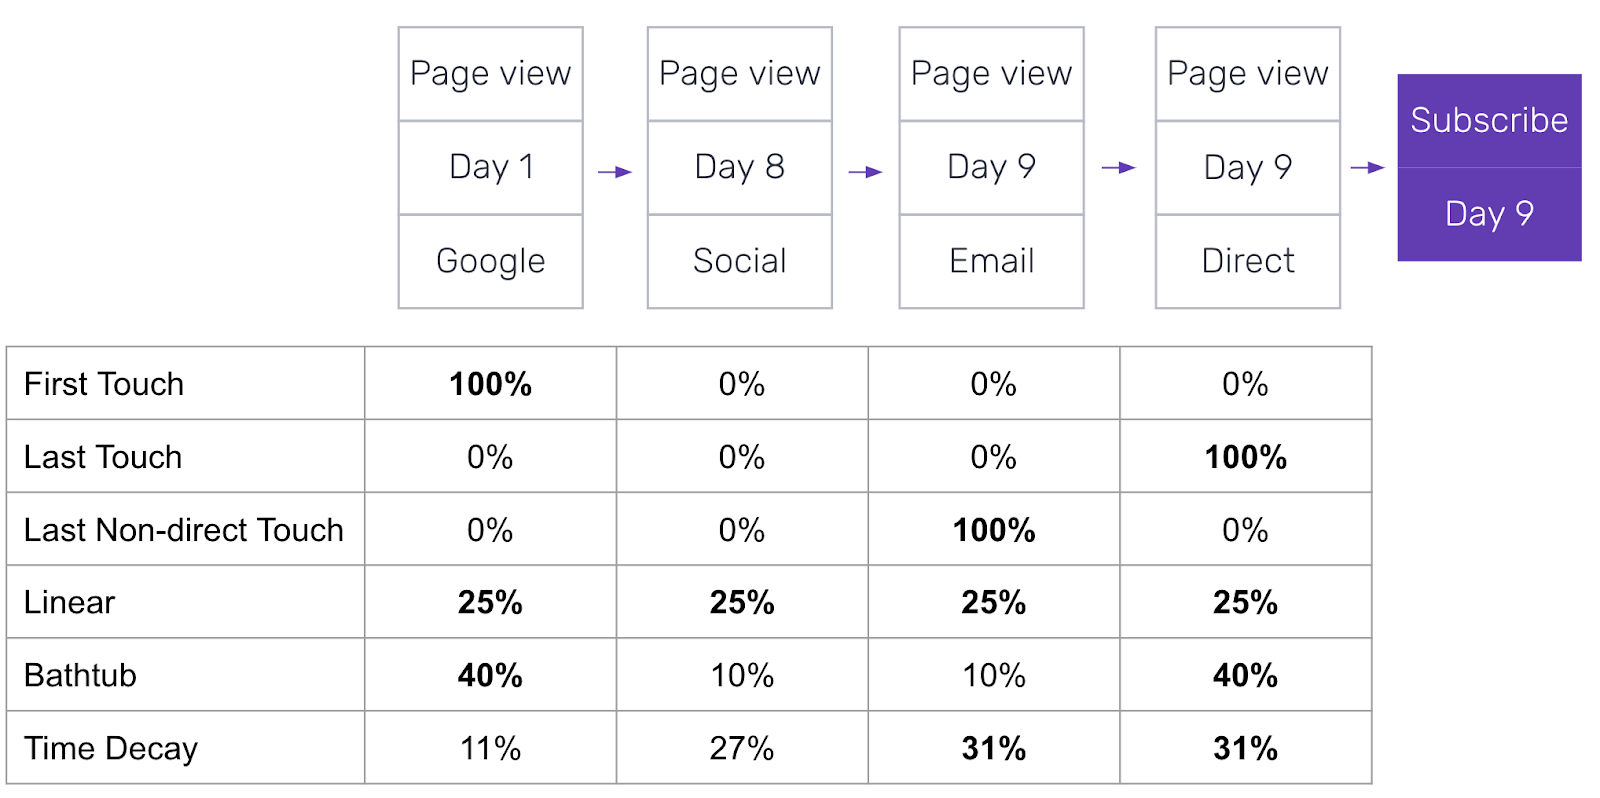 Page view Page view Page view Page view
Subscribe
Day 1 Day 8 Day 9 Day 9
Day 9
Google Social Email Direct
First Touch 100% 0% 0% 0%
Last Touch 0% 0% 0% 100%
Last Non-direct Touch 0% 0% 100% 0%
Linear 25% 25% 25% 25%
Bathtub 40% 10% 10% 40%
Time Decay 11% 27% 31% 31%